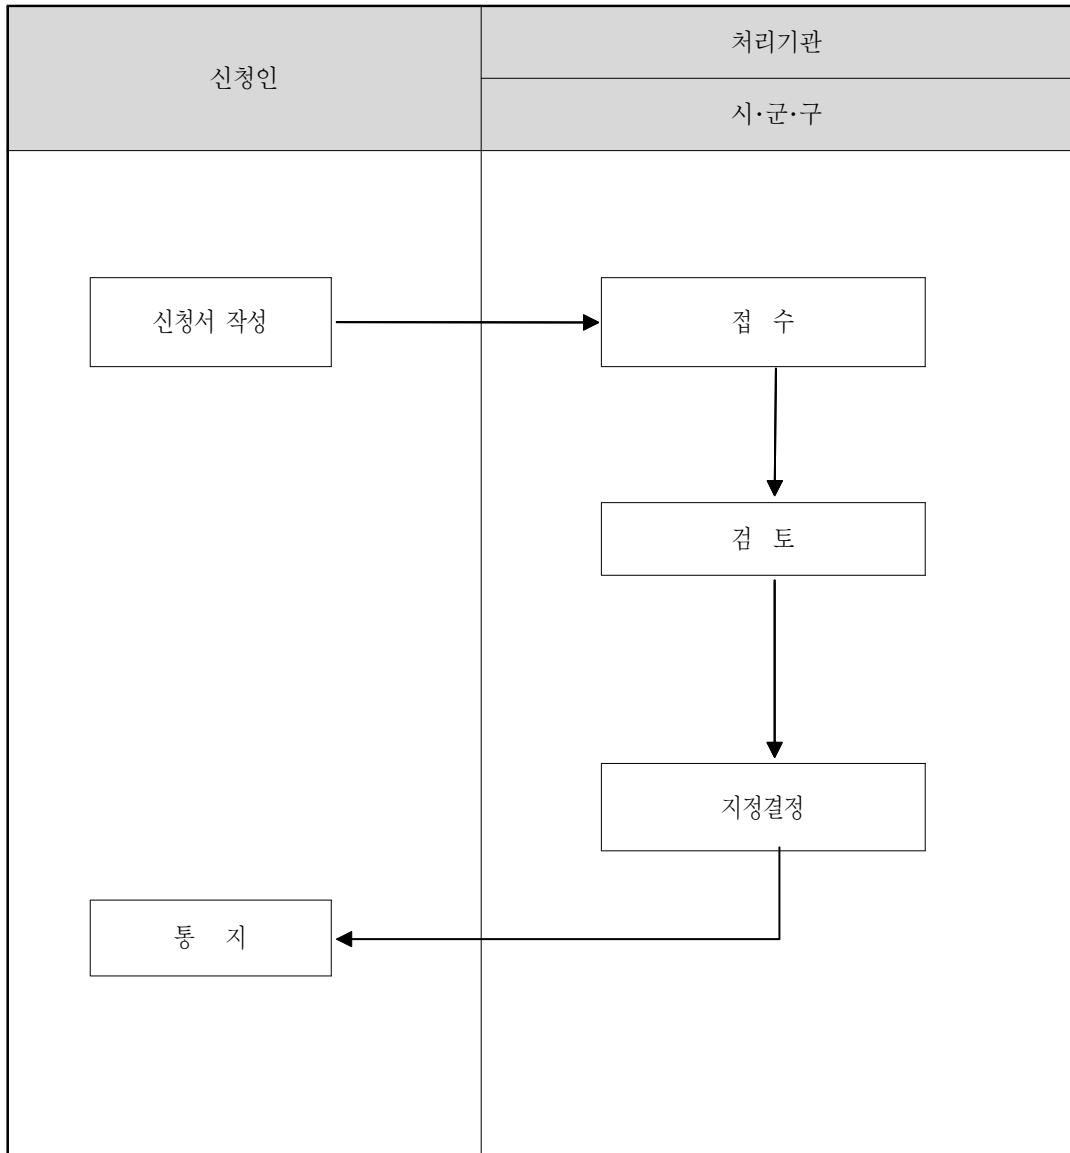 신청인
처리기관
시·군·구
신청서 작성
접 수
검 토
지정결정
통 지